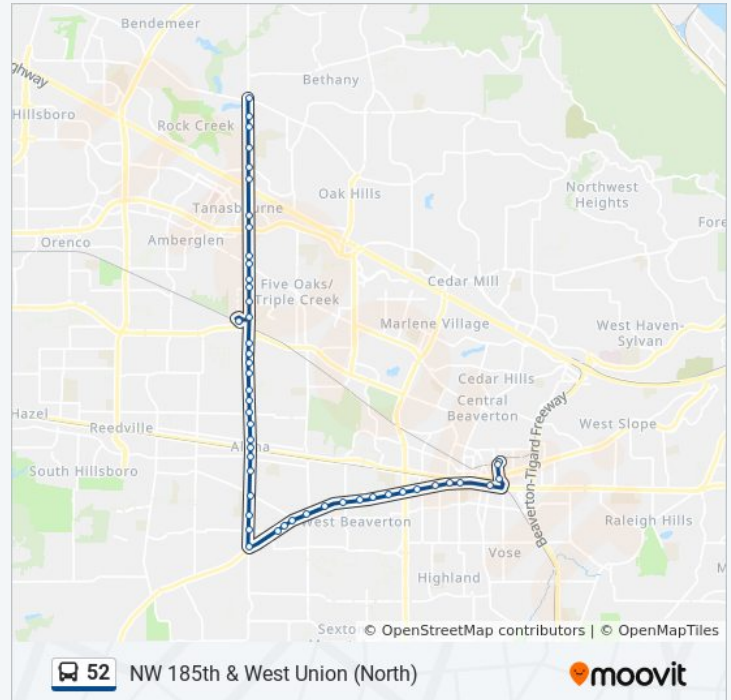 Bendemeer
ghway
Bethany
Hillsboro
Rock Creek
Oak Hills
Northwest
Heights
Tanasbourne
Fore
Orenco
Amberglen
Five Oaks/
Triple Creek
Cedar Mill
Marlene Village
West Haven-
Sylvan
Cedar Hills
Central
Beaverton
Hazel
Reedville
West Slope
Aloha
Beaverton-Tigard Freeway
South Hillsboro
West Beaverton
Raleigh Hills
Vose
Highland
M
Sexto
© OpenStreetMap contributors | © OpenMapTiles
52 NW 185th & West Union (North)
moovit